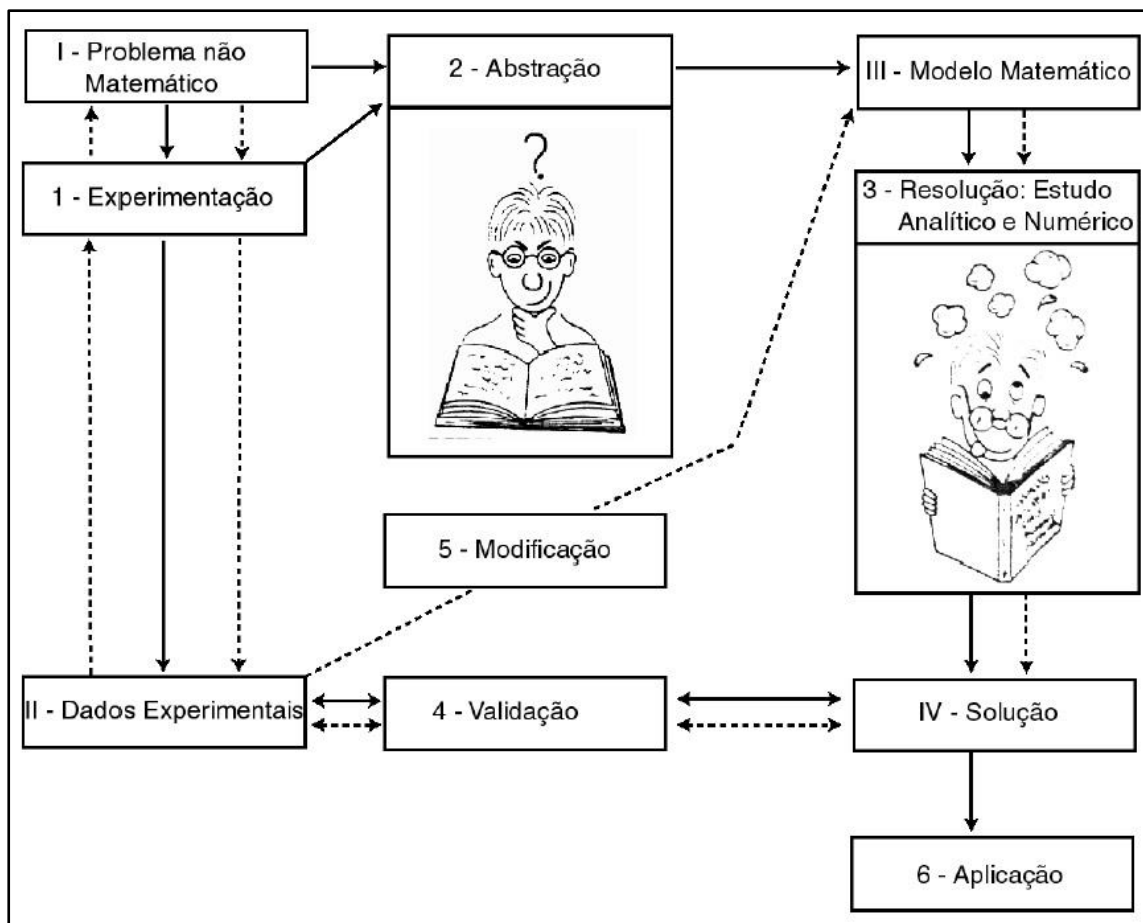 I - Problema não
Matemático
2 - Abstração
III - Modelo Matemático
1 - Experimentação
?
3 - Resolução: Estudo
Analítico e Numérico
5 - Modificação
II - Dados Experimentais
4 - Validação
IV - Solução
6 - Aplicação